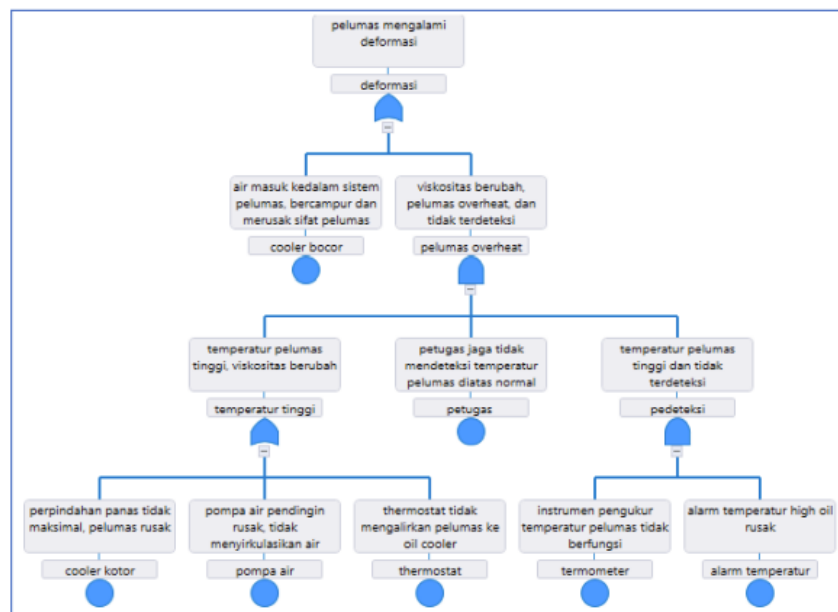 pelumas mengalami
deformasi
deformasi
air masuk kedalam sistem
pelumas, bercampur dan
merusak sifat pelumas
cooler bocor
viskositas berubah,
pelumas overheat, dan
tidak terdeteksi
pelumas overheat
temperatur pelumas
tinggi, viskositas berubah
temperatur tinggi
petugas jaga tidak
mendeteksi temperatur
pelumas diatas normal
petugas
temperatur pelumas
tinggi dan tidak
terdeteksi
pedeteksi
perpindahan panas tidak
maksimal, pelumas rusak
cooler kotor
pompa air pendingin
rusak, tidak
menyirkulasikan air
pompa air
thermostat tidak
mengalirkan pelumas ke
oil cooler
thermostat
instrumen pengukur
temperatur pelumas tidak
berfungsi
termometer
alarm temperatur high oil
rusak
alarm temperatur